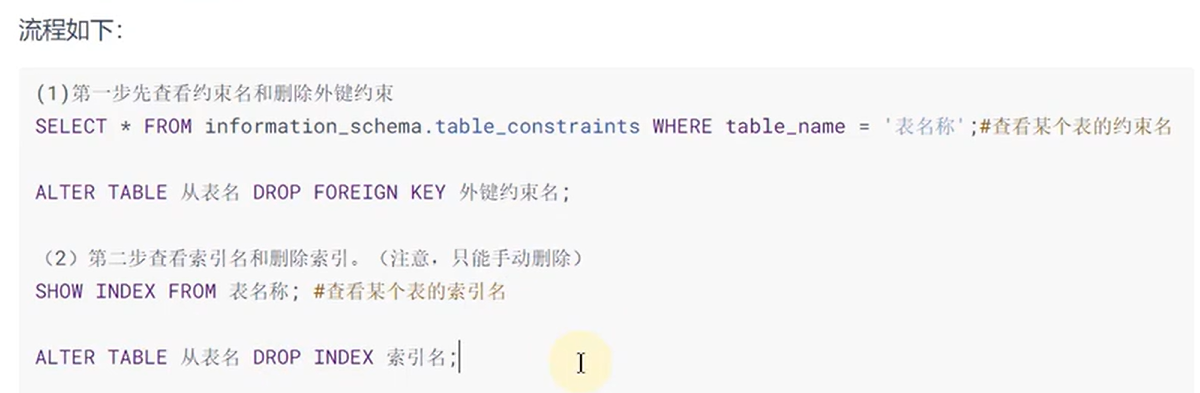 流程如下：
(1)第一步先查看约束名和删除外键约束
SELECT * FROM information_schema.table_constraints WHERE table_name = '表名称';#查看某个表的约束名
ALTER TABLE 从表名 DROP FOREIGN KEY 外键约束名;
（2）第二步查看索引名和删除索引。（注意，只能手动删除）
SHOW INDEX FROM 表名称; #查看某个表的索引名
ALTER TABLE 从表名 DROP INDEX 索引名;